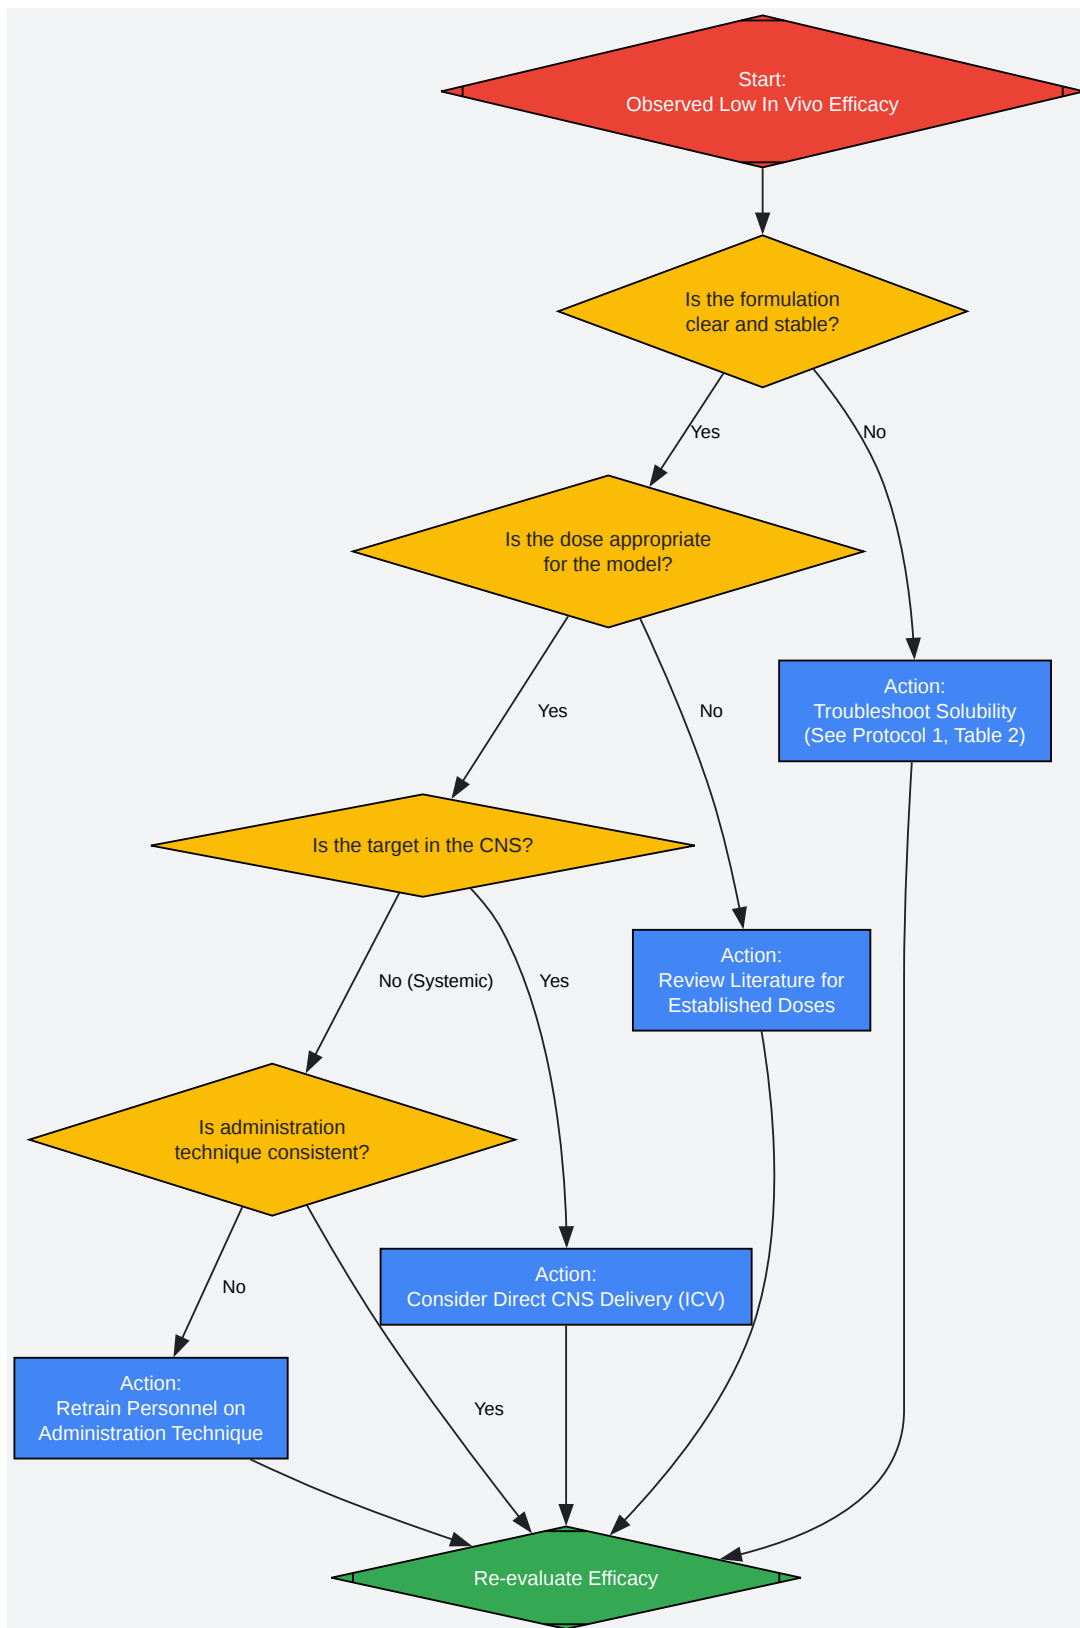 Start:
Observed Low In Vivo Efficacy
Is the formulation
clear and stable?
Yes
No
Is the dose appropriate
for the model?
Yes
No
Action:
Troubleshoot Solubility
(See Protocol 1, Table 2)
Is the target in the CNS?
No (Systemic)
Yes
Action:
Review Literature for
Established Doses
Is administration
technique consistent?
No
Yes
Action:
Consider Direct CNS Delivery (ICV)
Action:
Retrain Personnel on
Administration Technique
Re-evaluate Efficacy